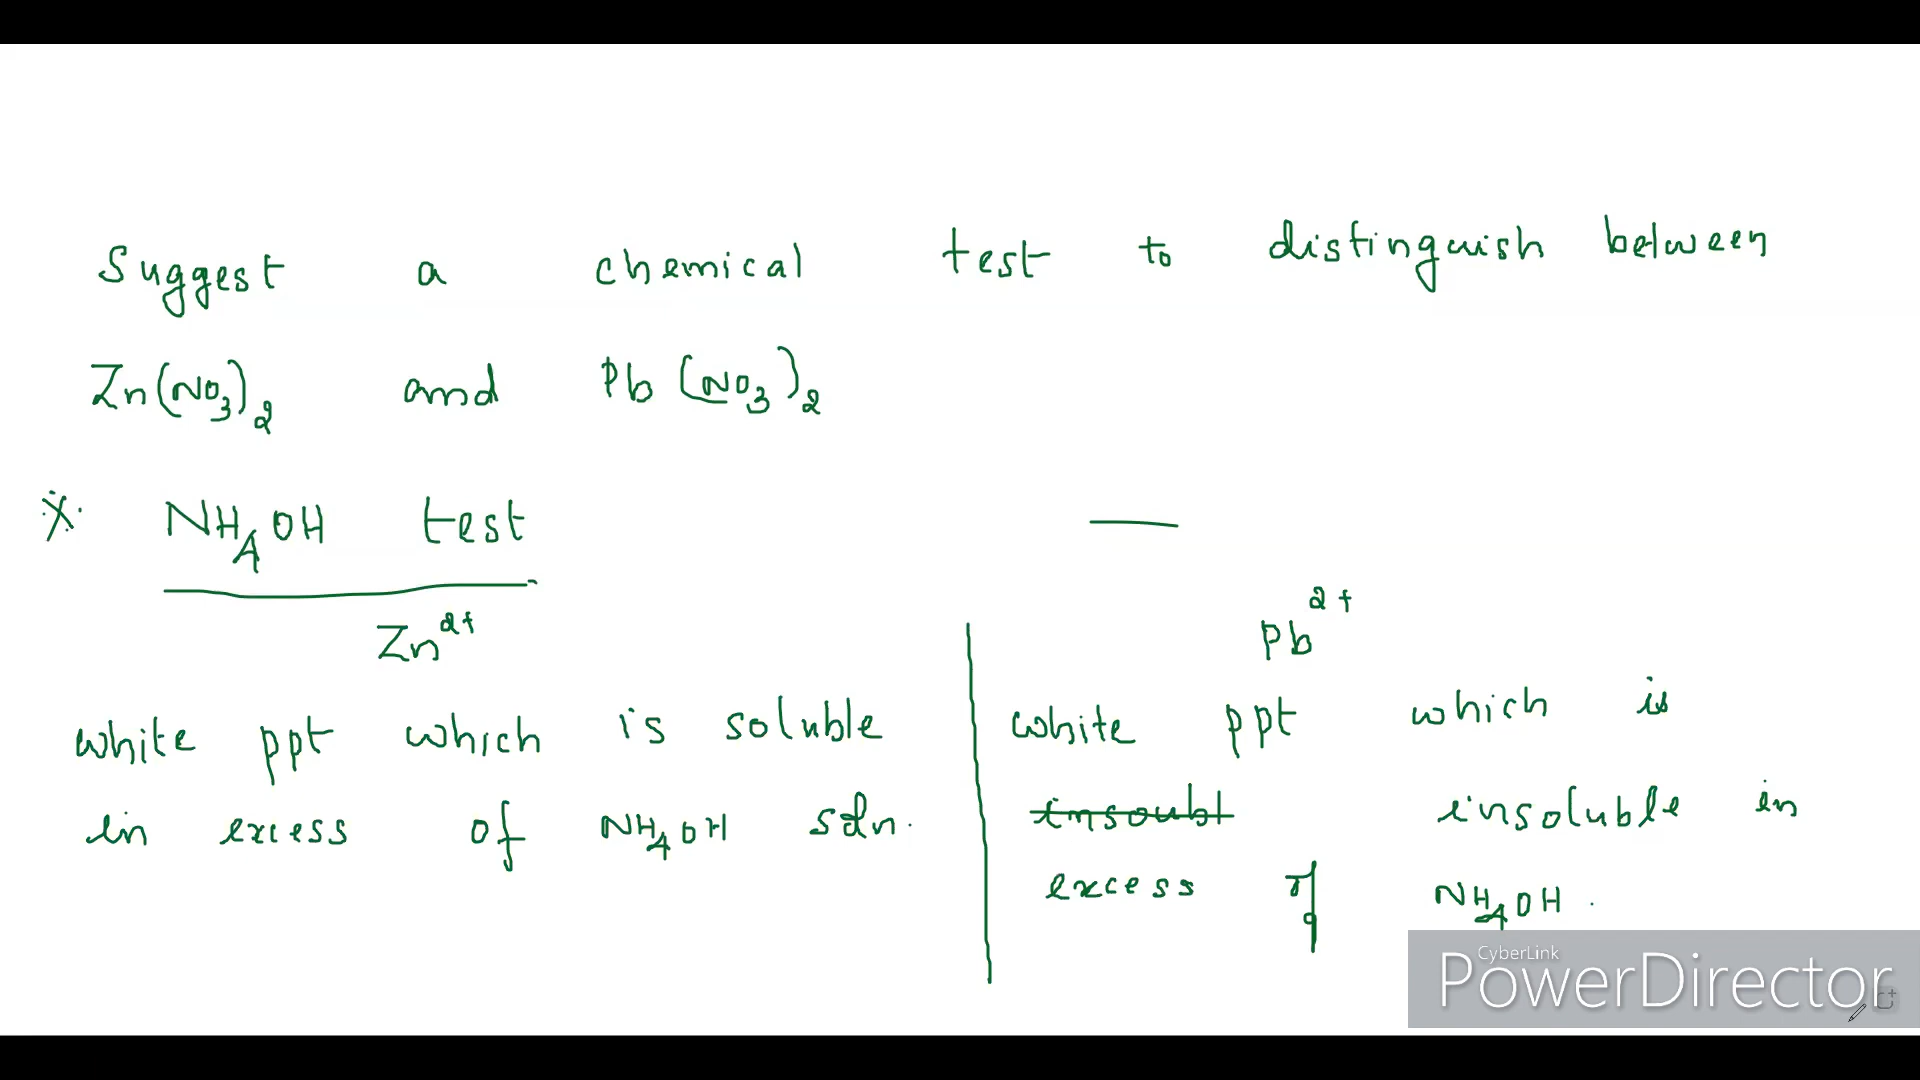 Suggest a chemical test to distinguish between
Zn(NO3)2 and Pb(NO3)2
※ NH4OH test —
Zn2+
white ppt which is soluble
in excess of NH4OH soln.
Pb2+
white ppt which is
insoubl insoluble in
excess of NH4OH.
CyberLink
PowerDirector